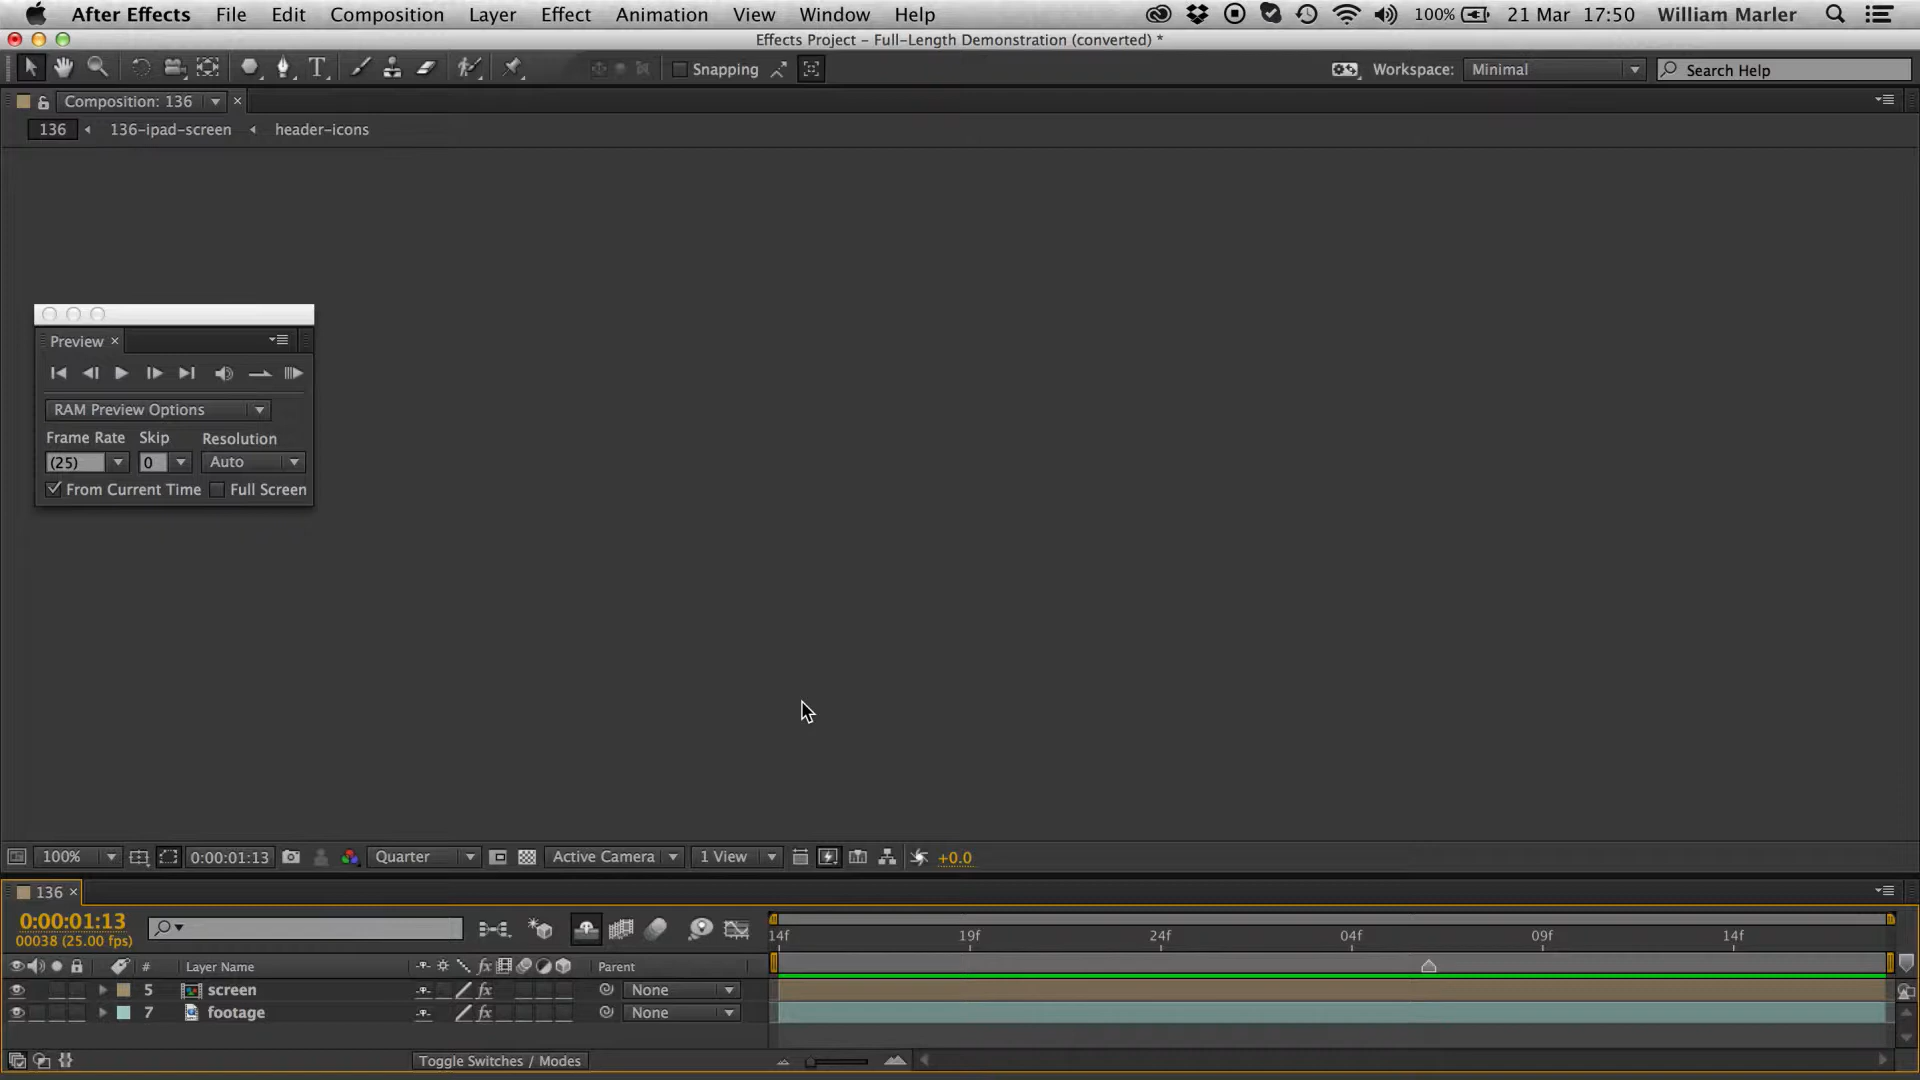 After Effects File Edit Composition Layer Effect Animation View Window Help 100% 21 Mar 17:50 William Marler
Effects Project – Full-Length Demonstration (converted) *
T Snapping Workspace: Minimal Search Help
Composition: 136 ×
136 136-ipad-screen header-icons
Preview ×
RAM Preview Options
Frame Rate Skip Resolution
(25) 0 Auto
From Current Time Full Screen
100% 0:00:01:13 Quarter Active Camera 1 View +0.0
136 ×
0:00:01:13
00038 (25.00 fps)
14f 19f 24f 04f 09f 14f
# Layer Name fx Parent
5 screen fx None
7 footage fx None
Toggle Switches / Modes